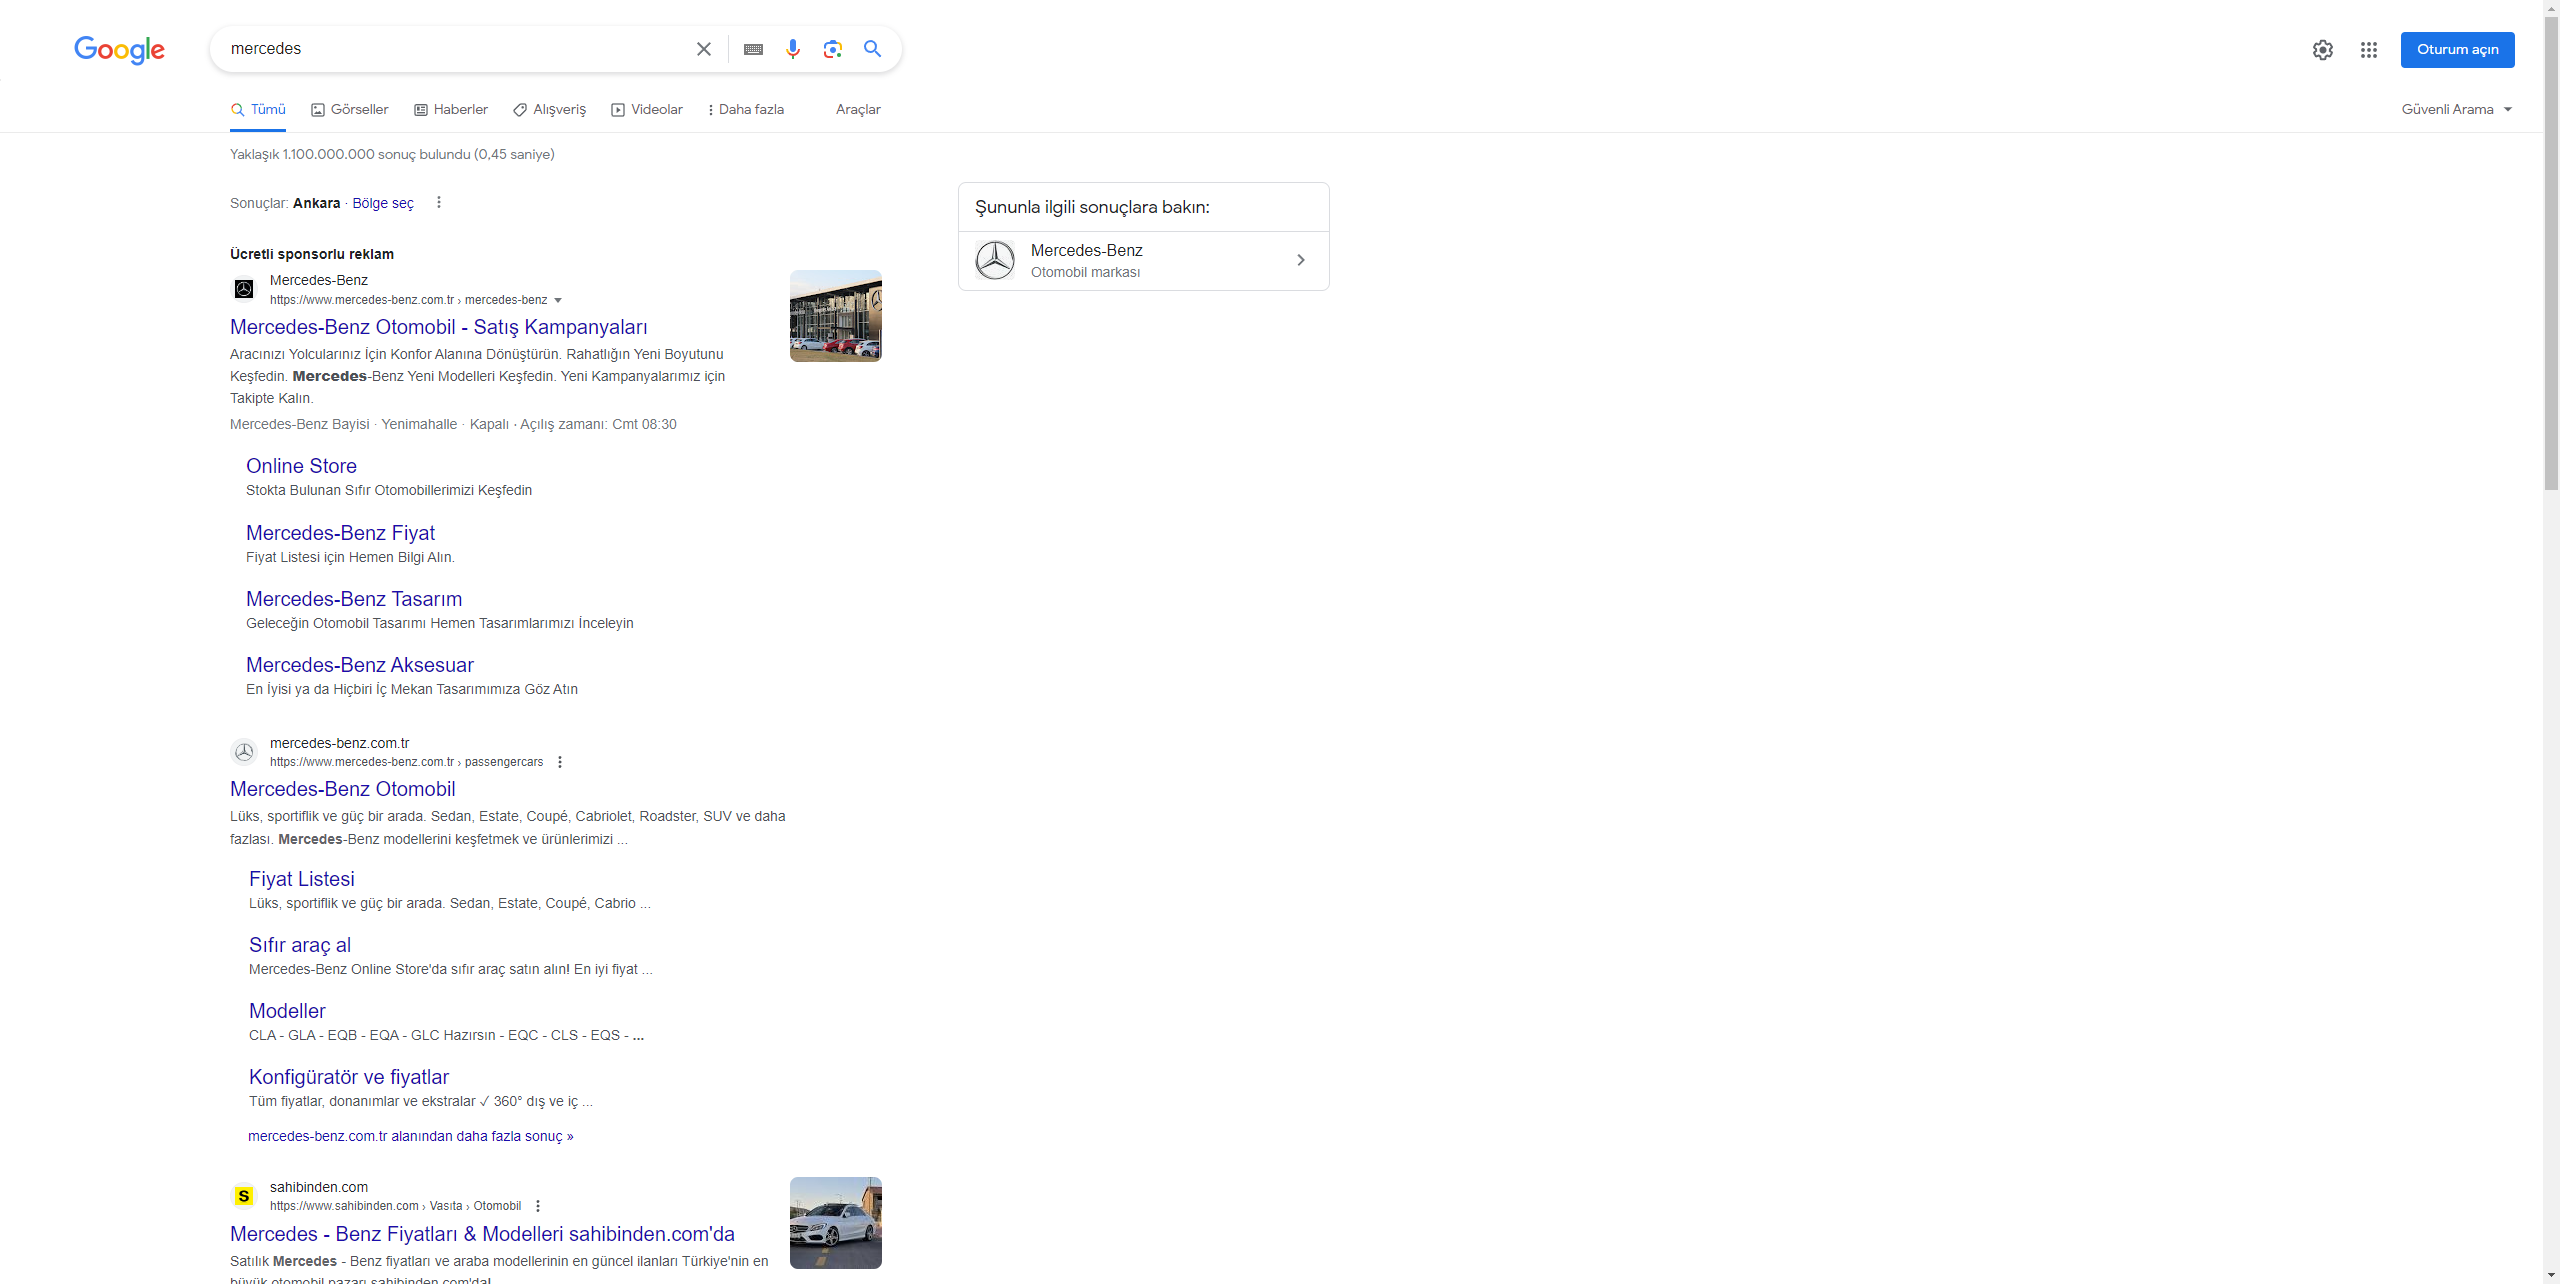 Google
mercedes
Oturum açın
Tümü
Görseller
Haberler
Alışveriş
Videolar
Daha fazla
Araçlar
Güvenli Arama
Yaklaşık 1.100.000.000 sonuç bulundu (0,45 saniye)
Sonuçlar: Ankara · Bölge seç
Ücretli sponsorlu reklam
Mercedes-Benz
https://www.mercedes-benz.com.tr › mercedes-benz
Mercedes-Benz Otomobil - Satış Kampanyaları
Aracınızı Yolcularınız İçin Konfor Alanına Dönüştürün. Rahatlığın Yeni Boyutunu
Keşfedin. Mercedes-Benz Yeni Modelleri Keşfedin. Yeni Kampanyalarımız için
Takipte Kalın.
Mercedes-Benz Bayisi · Yenimahalle · Kapalı · Açılış zamanı: Cmt 08:30
Online Store
Stokta Bulunan Sıfır Otomobillerimizi Keşfedin
Mercedes-Benz Fiyat
Fiyat Listesi için Hemen Bilgi Alın.
Mercedes-Benz Tasarım
Geleceğin Otomobil Tasarımı Hemen Tasarımlarımızı İnceleyin
Mercedes-Benz Aksesuar
En İyisi ya da Hiçbiri İç Mekan Tasarımımıza Göz Atın
mercedes-benz.com.tr
https://www.mercedes-benz.com.tr › passengercars
Mercedes-Benz Otomobil
Lüks, sportiflik ve güç bir arada. Sedan, Estate, Coupé, Cabriolet, Roadster, SUV ve daha
fazlası. Mercedes-Benz modellerini keşfetmek ve ürünlerimizi ...
Fiyat Listesi
Lüks, sportiflik ve güç bir arada. Sedan, Estate, Coupé, Cabrio ...
Sıfır araç al
Mercedes-Benz Online Store'da sıfır araç satın alın! En iyi fiyat ...
Modeller
CLA - GLA - EQB - EQA - GLC Hazırsın - EQC - CLS - EQS - ...
Konfigüratör ve fiyatlar
Tüm fiyatlar, donanımlar ve ekstralar ✓ 360° dış ve iç ...
mercedes-benz.com.tr alanından daha fazla sonuç »
S
sahibinden.com
https://www.sahibinden.com › Vasıta › Otomobil
Mercedes - Benz Fiyatları & Modelleri sahibinden.com'da
Satılık Mercedes - Benz fiyatları ve araba modellerinin en güncel ilanları Türkiye'nin en
büyük otomobil pazarı sahibinden.com'da!
Şununla ilgili sonuçlara bakın:
Mercedes-Benz
Otomobil markası